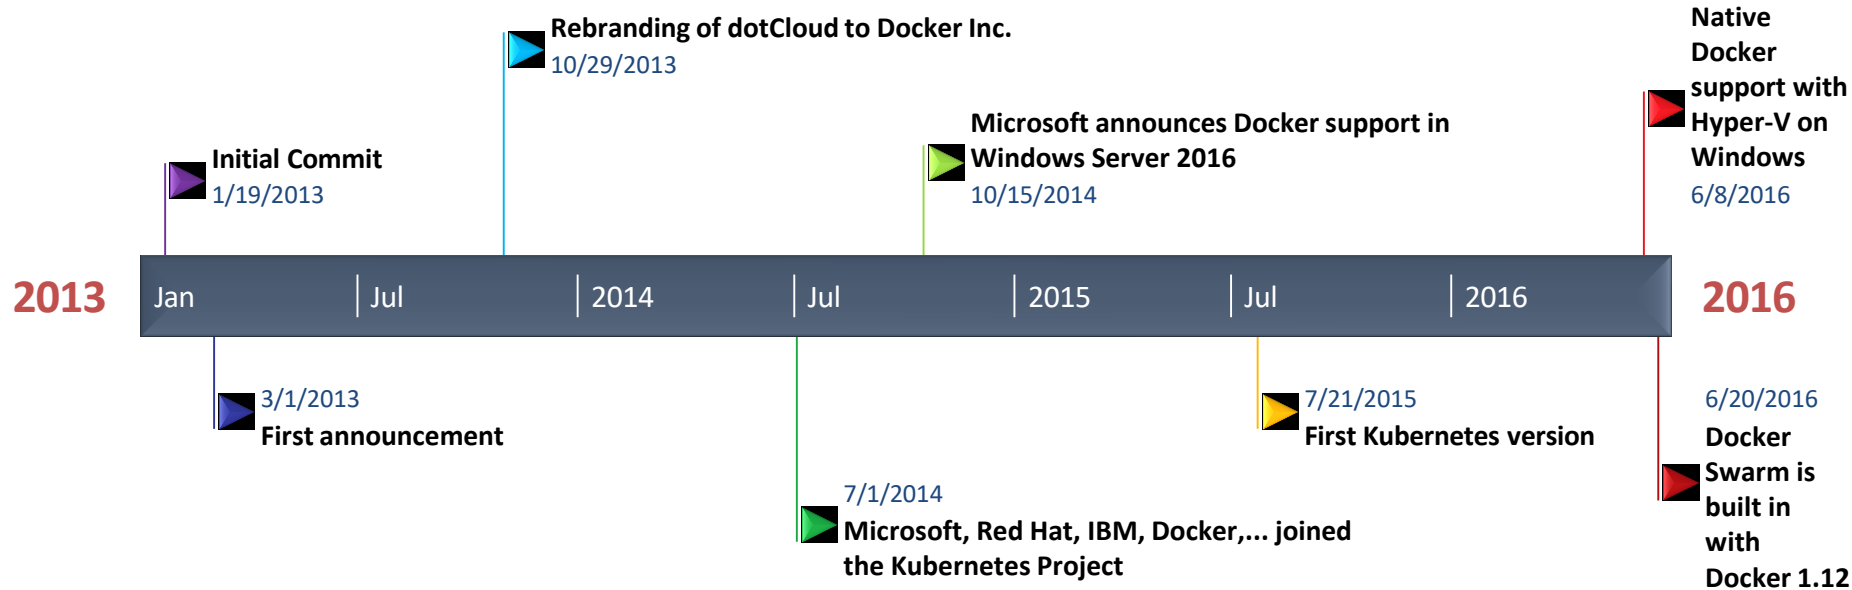 Rebranding of dotCloud to Docker Inc.
10/29/2013
Native
Docker
support with
Hyper-V on
Windows
6/8/2016
Microsoft announces Docker support in
Windows Server 2016
10/15/2014
Initial Commit
1/19/2013
2013
Jan
Jul
2014
Jul
2015
Jul
2016
2016
3/1/2013
First announcement
7/1/2014
Microsoft, Red Hat, IBM, Docker,... joined
the Kubernetes Project
7/21/2015
First Kubernetes version
6/20/2016
Docker
Swarm is
built in
with
Docker 1.12